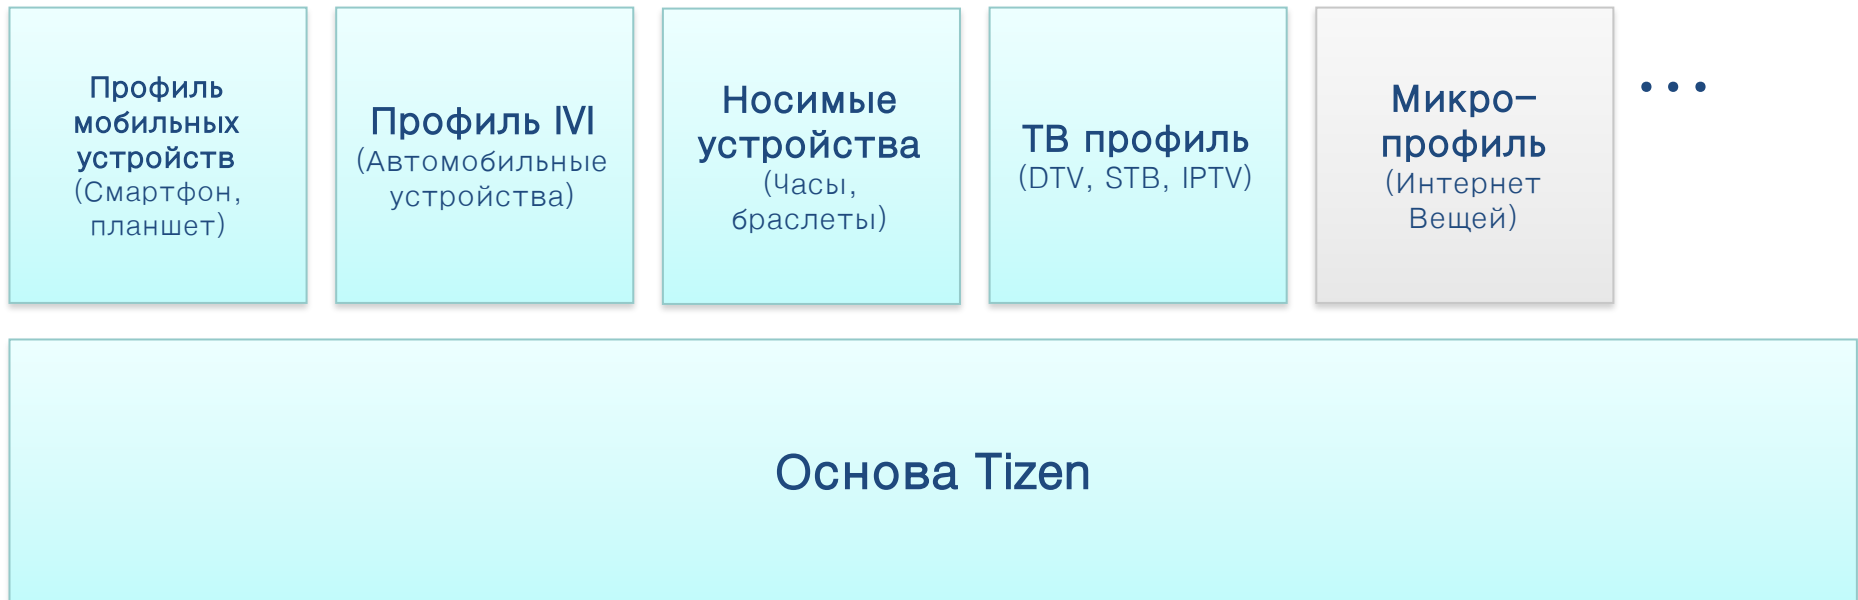 Профиль
мобильных
устройств
(Смартфон,
планшет)
Профиль IVI
(Автомобильные
устройства)
Носимые
устройства
(Часы,
браслеты)
ТВ профиль
(DTV, STB, IPTV)
Микро-
профиль
(Интернет
Вещей)
...
Основа Tizen